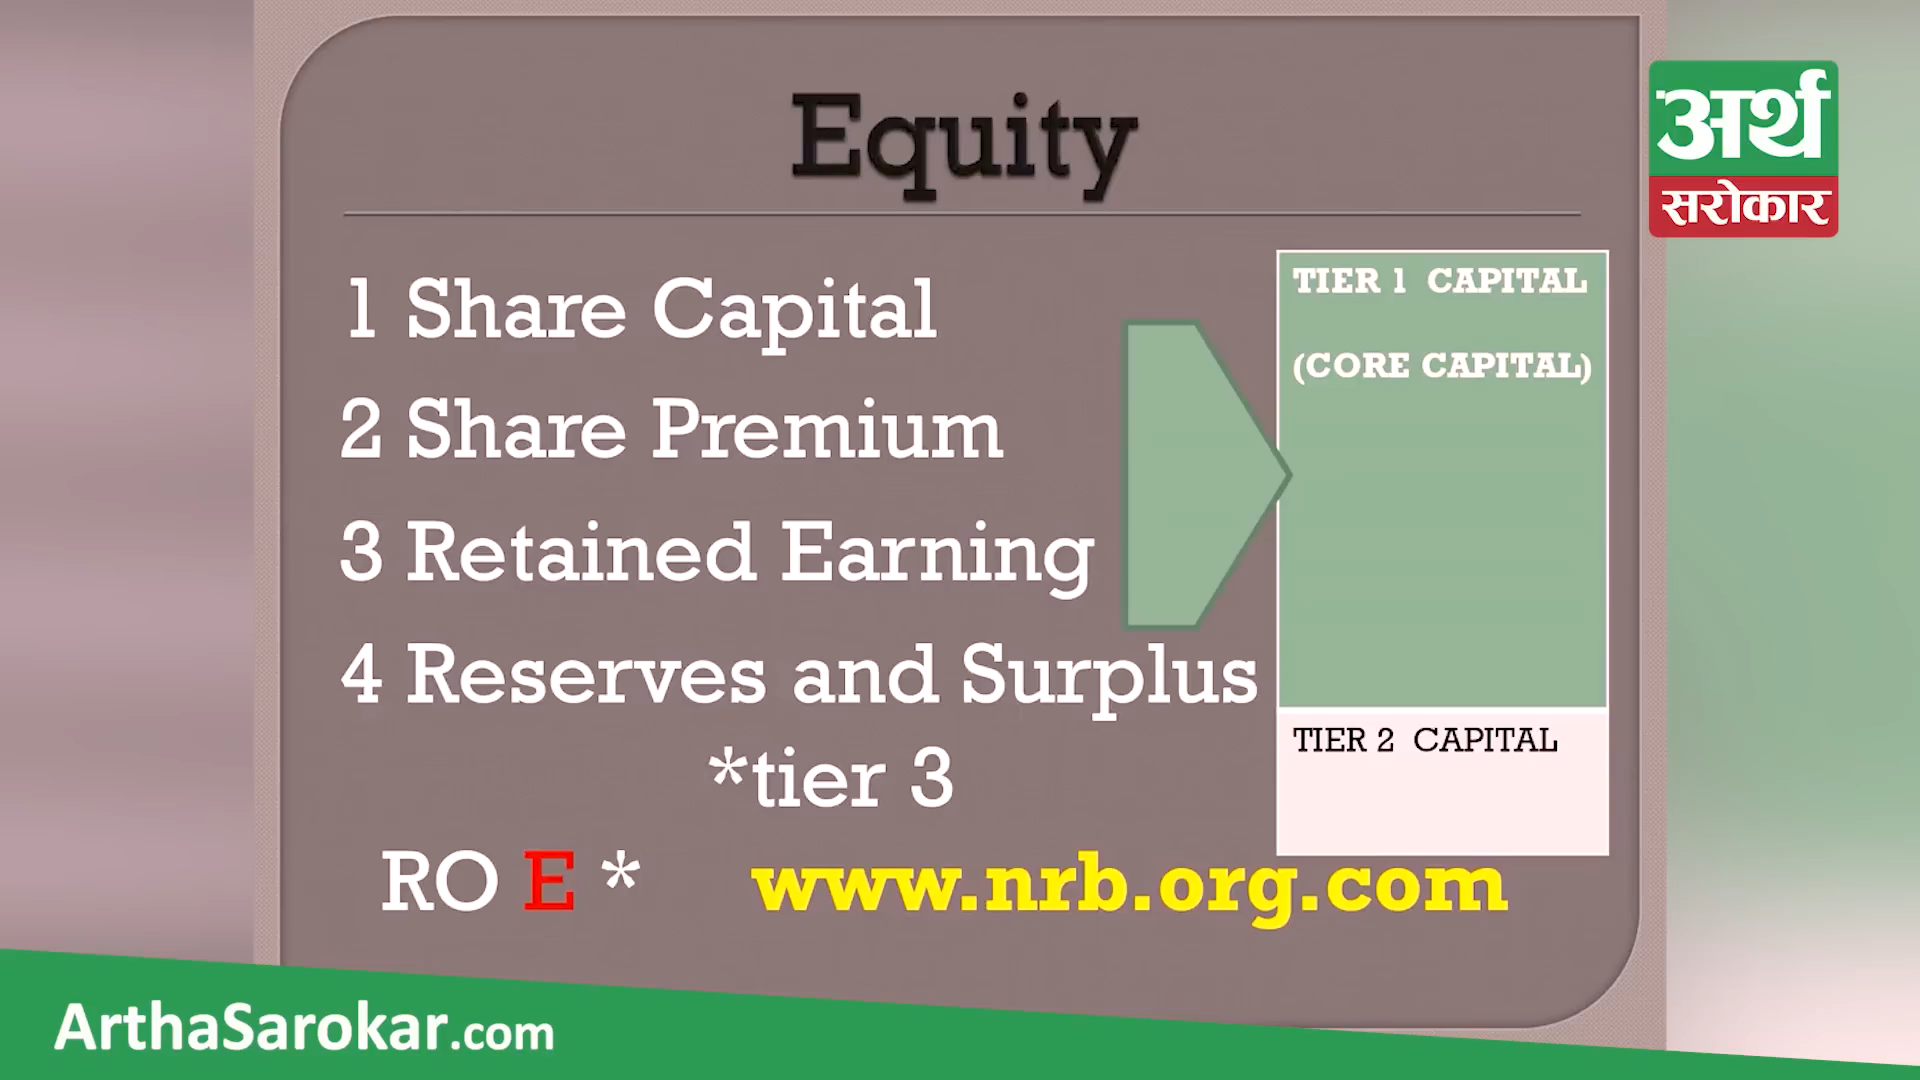 Equity
अर्थ
सरोकार
1 Share Capital
2 Share Premium
3 Retained Earning
4 Reserves and Surplus
*tier 3
RO E *
www.nrb.org.com
TIER 1 CAPITAL
(CORE CAPITAL)
TIER 2 CAPITAL
ArthaSarokar.com